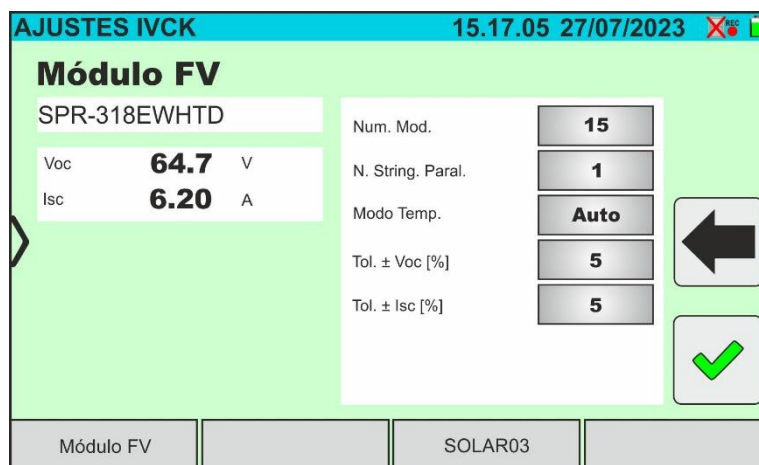 AJUSTES IVCK 15.17.05 27/07/2023 REC
Módulo FV
SPR-318EWHTD
Voc 64.7 V
Isc 6.20 A
Num. Mod. 15
N. String. Paral. 1
Modo Temp. Auto
Tol. ± Voc [%] 5
Tol. ± Isc [%] 5
Módulo FV SOLAR03